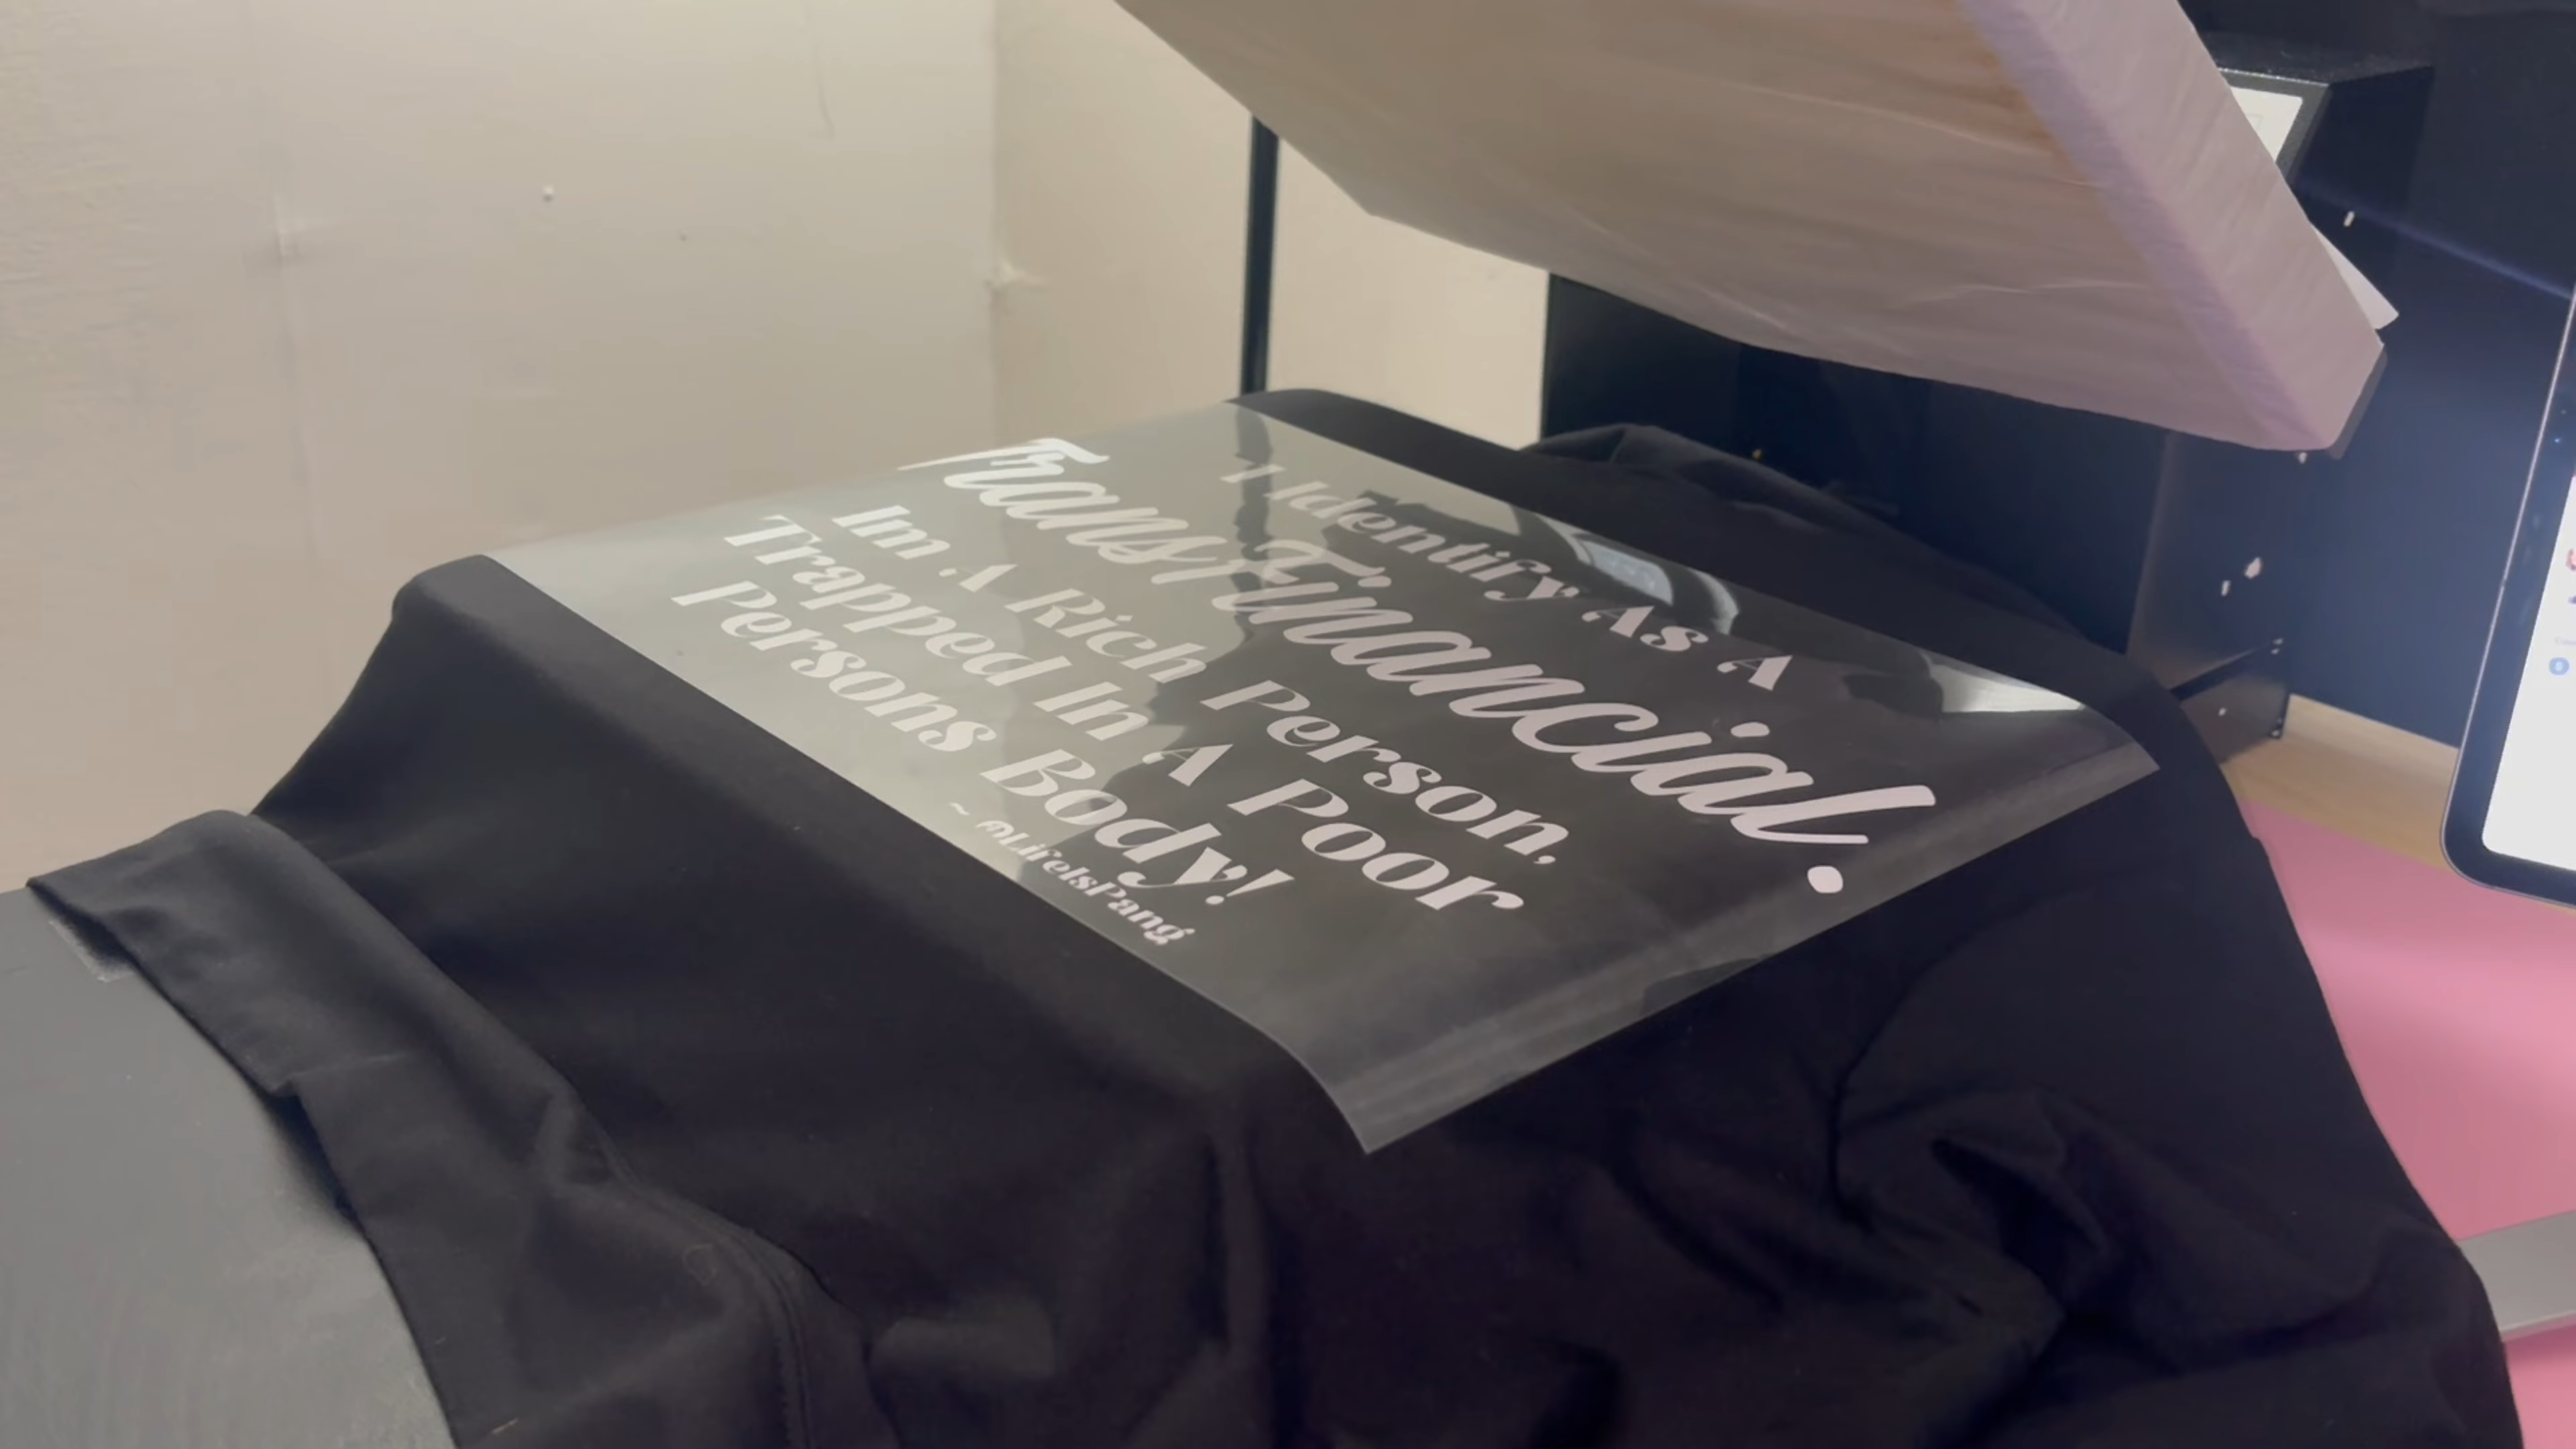 I Identify As A
TransFinancial.
Im A Rich Person,
Trapped In A Poor
Persons Body!
~ @LifeIsPang